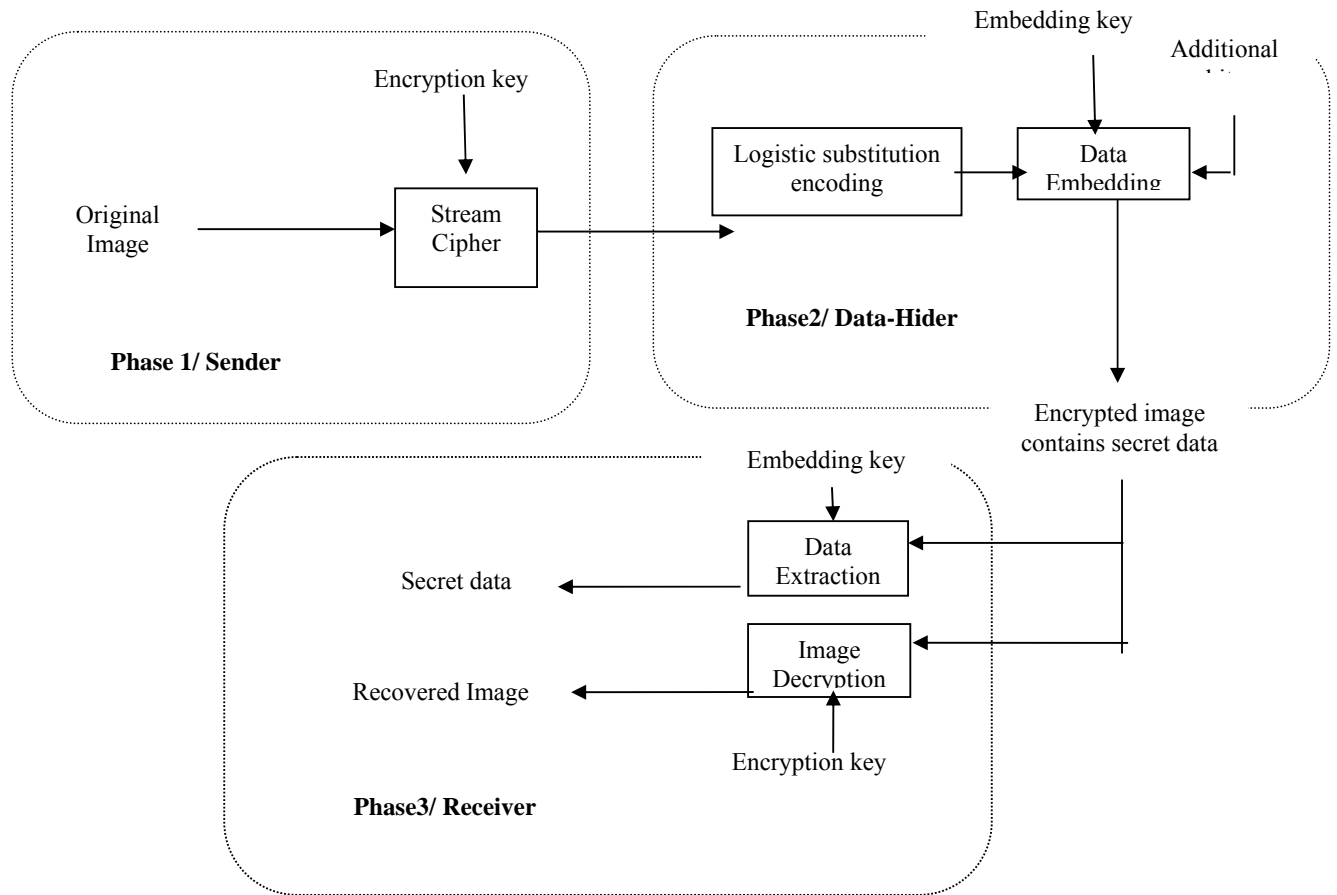 Encryption key
Original
Image
Stream
Cipher
Phase 1/ Sender
Embedding key
Additional
Logistic substitution
encoding
Data
Embedding
Phase2/ Data-Hider
Encrypted image
contains secret data
Embedding key
Data
Extraction
Secret data
Image
Decryption
Recovered Image
Encryption key
Phase3/ Receiver